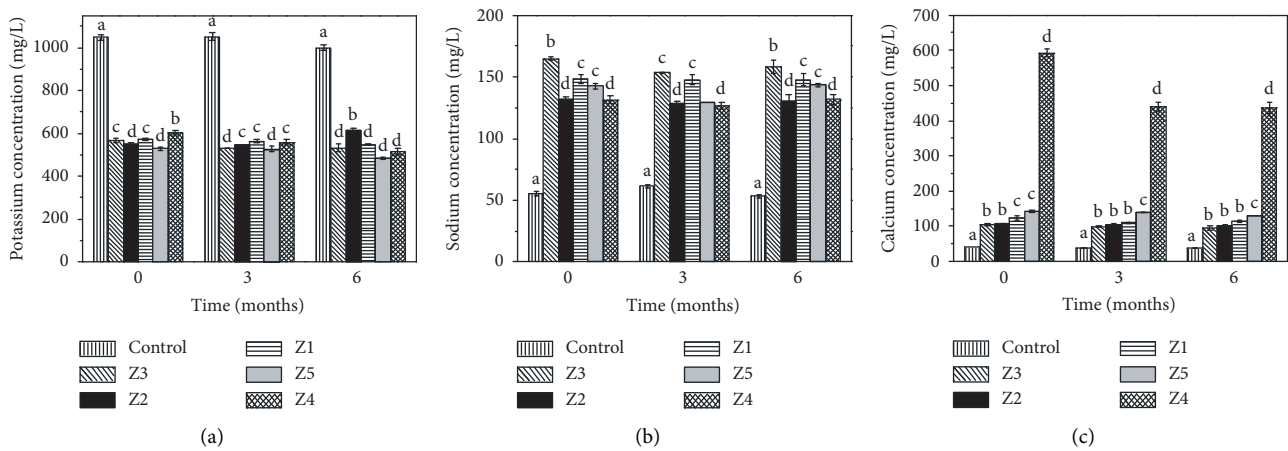 Potassium concentration (mg/L)
1000
800
600
400
200
0
a
c
d
c
d
b
a
d
c
c
d
c
a
d
b
d
d
d
0
3
6
Time (months)
Control
Z1
Z3
Z5
Z2
Z4
(a)
Sodium concentration (mg/L)
200
150
100
50
0
a
b
d
c
c
d
a
c
d
c
d
d
a
b
d
c
c
d
0
3
6
Time (months)
Control
Z1
Z3
Z5
Z2
Z4
(b)
Calcium concentration (mg/L)
700
600
500
400
300
200
100
0
a
b
b
c
c
d
a
b
b
b
c
d
a
b
b
c
c
d
0
3
6
Time (months)
Control
Z1
Z3
Z5
Z2
Z4
(c)